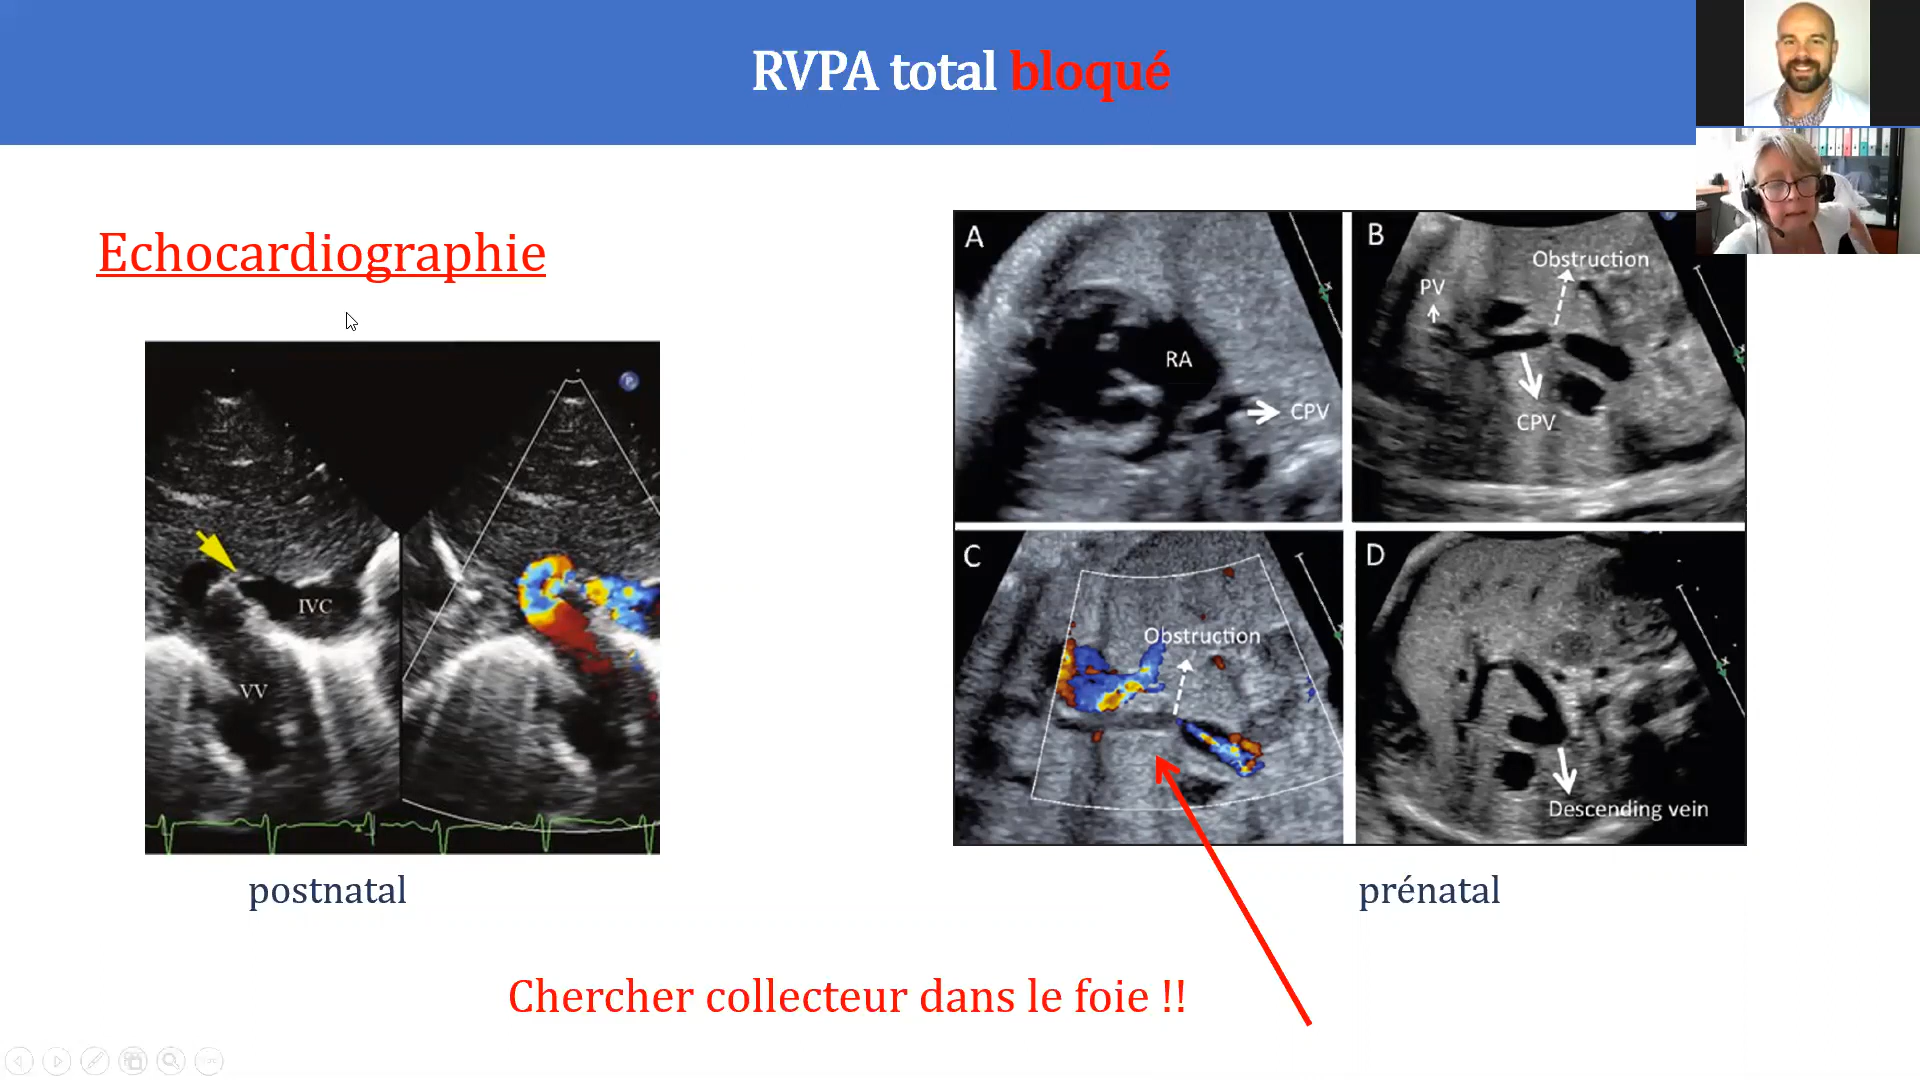 RVPA total bloqué
Echocardiographie
IVC
VV
P
postnatal
A
RA
CPV
B
Obstruction
PV
CPV
C
Obstruction
D
Descending vein
prénatal
Chercher collecteur dans le foie !!